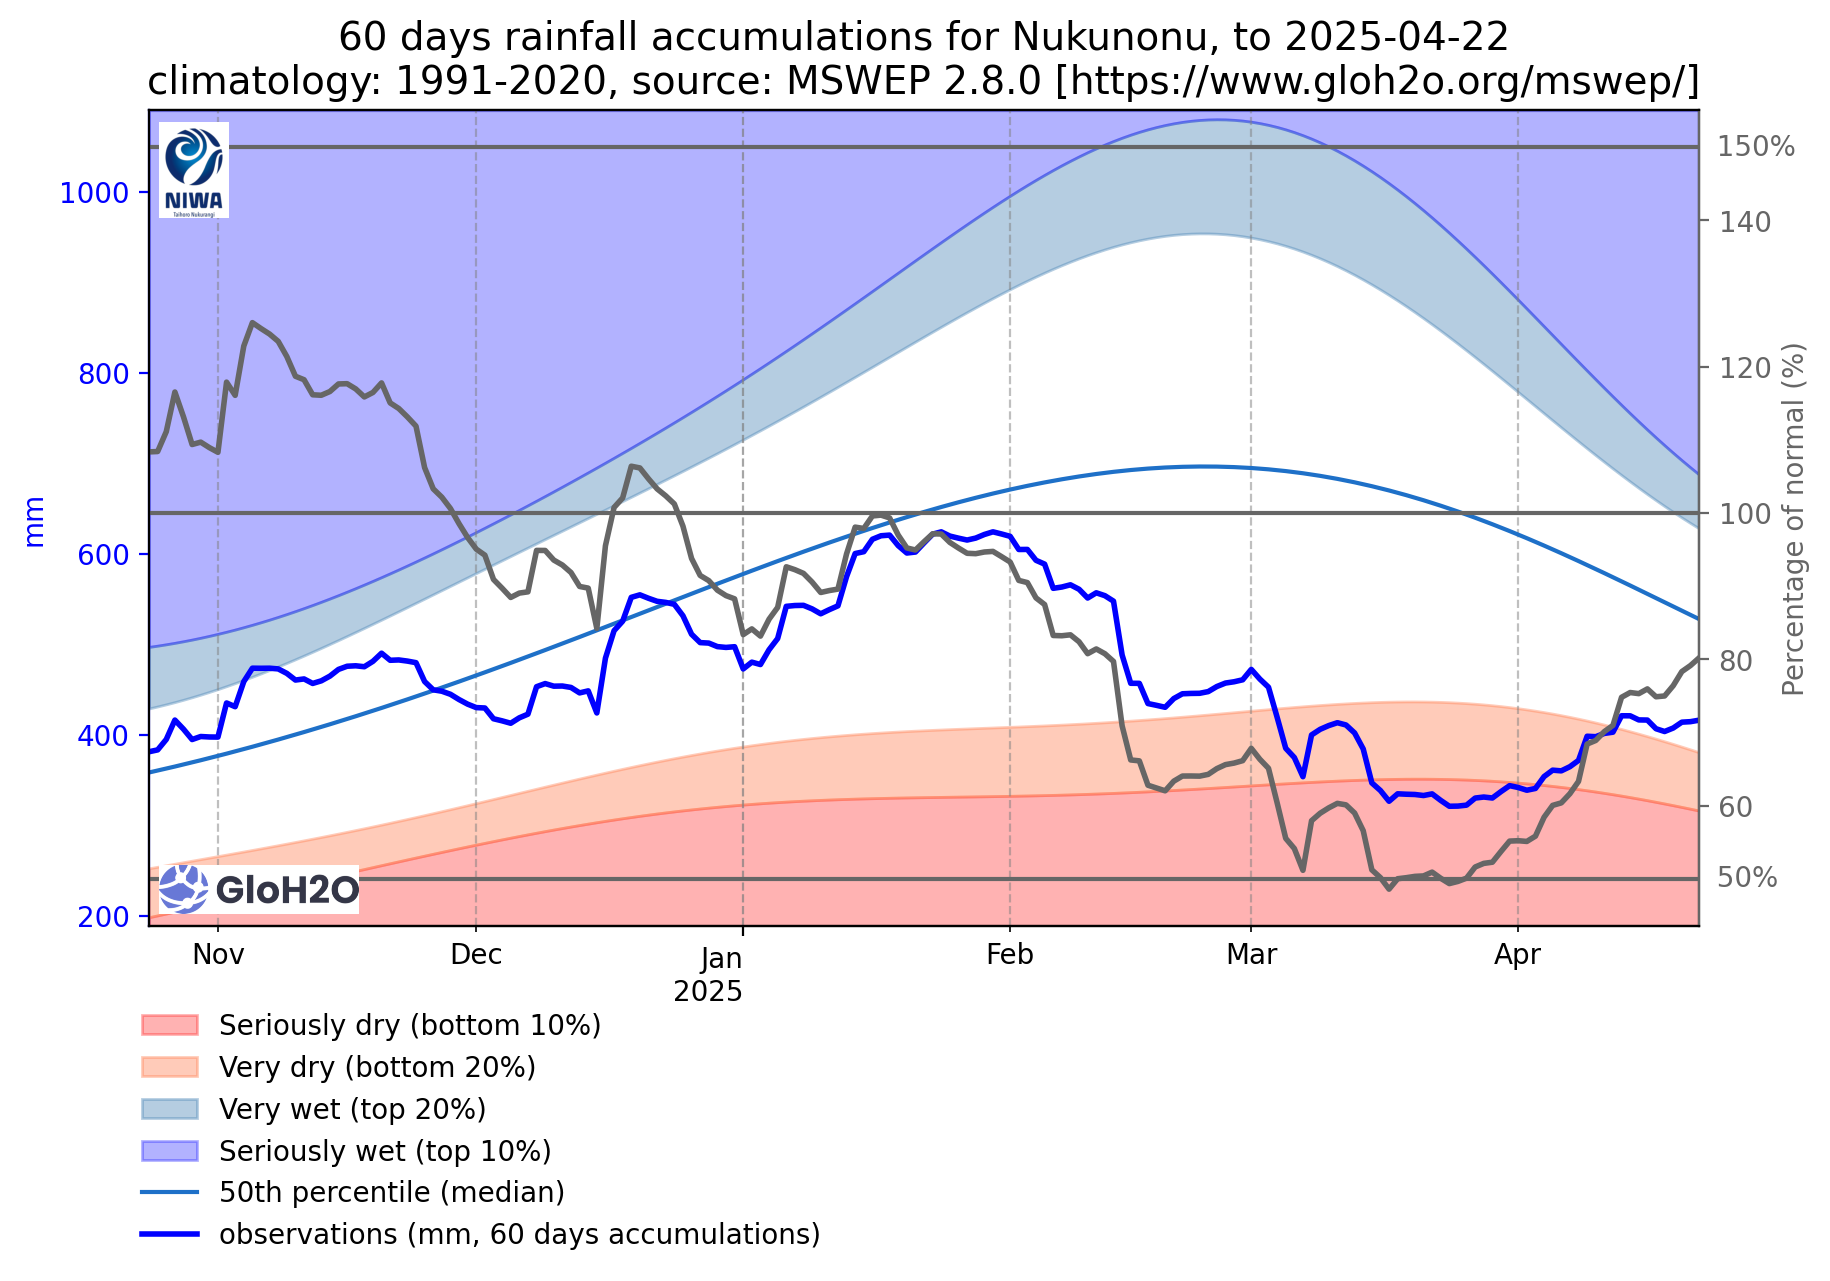 60 days rainfall accumulations for Nukunonu, to 2025-04-22
climatology: 1991-2020, source: MSWEP 2.8.0 [https://www.gloh2o.org/mswep/]
NIWA
Taihoro Nukurangi
GloH2O
mm
1000
800
600
400
200
150%
140
120
100
80
60
50%
Percentage of normal (%)
Nov
Dec
Jan
2025
Feb
Mar
Apr
Seriously dry (bottom 10%)
Very dry (bottom 20%)
Very wet (top 20%)
Seriously wet (top 10%)
50th percentile (median)
observations (mm, 60 days accumulations)